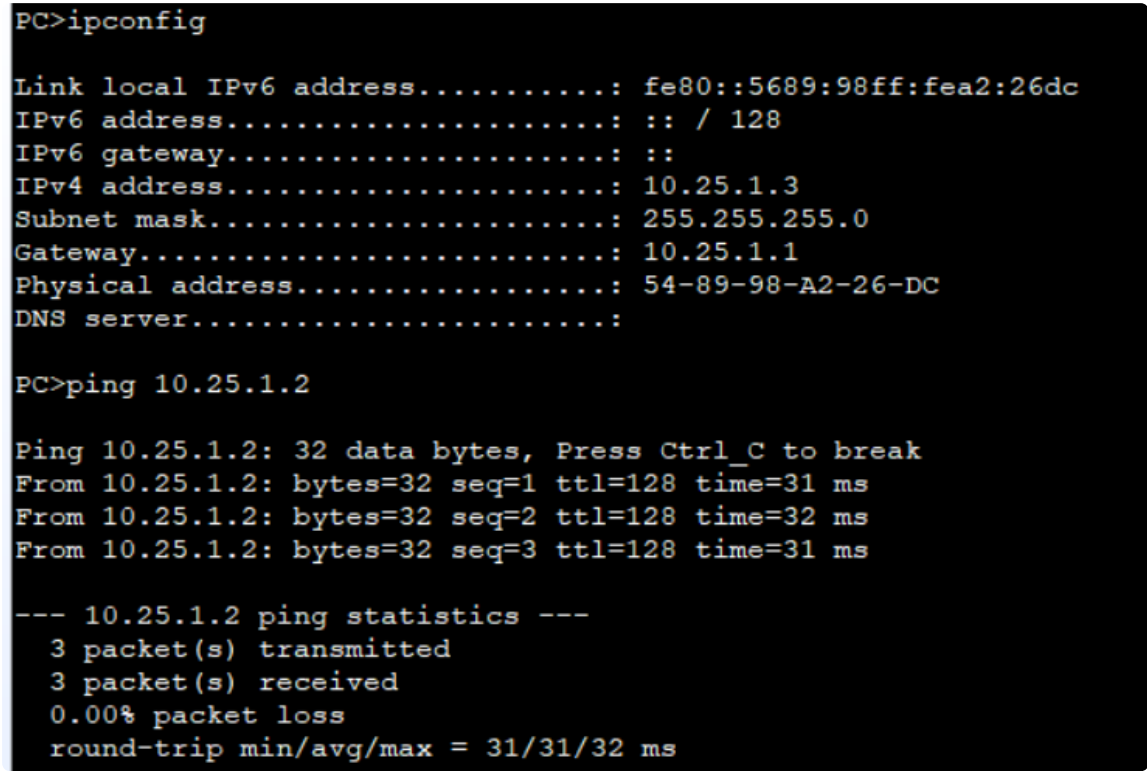 PC>ipconfig
Link local IPv6 address...........: fe80::5689:98ff:fea2:26dc
IPv6 address......................: :: / 128
IPv6 gateway......................: ::
IPv4 address......................: 10.25.1.3
Subnet mask.......................: 255.255.255.0
Gateway...........................: 10.25.1.1
Physical address..................: 54-89-98-A2-26-DC
DNS server........................:
PC>ping 10.25.1.2
Ping 10.25.1.2: 32 data bytes, Press Ctrl_C to break
From 10.25.1.2: bytes=32 seq=1 ttl=128 time=31 ms
From 10.25.1.2: bytes=32 seq=2 ttl=128 time=32 ms
From 10.25.1.2: bytes=32 seq=3 ttl=128 time=31 ms
--- 10.25.1.2 ping statistics ---
3 packet(s) transmitted
3 packet(s) received
0.00% packet loss
round-trip min/avg/max = 31/31/32 ms